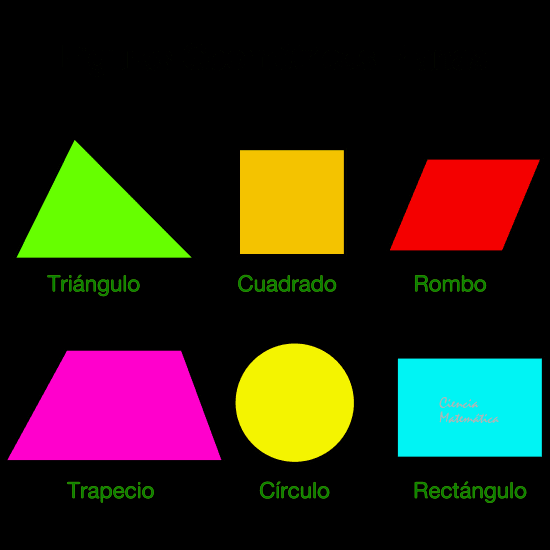 Triángulo
Cuadrado
Rombo
Ciencia
Matemática
Trapecio
Círculo
Rectángulo